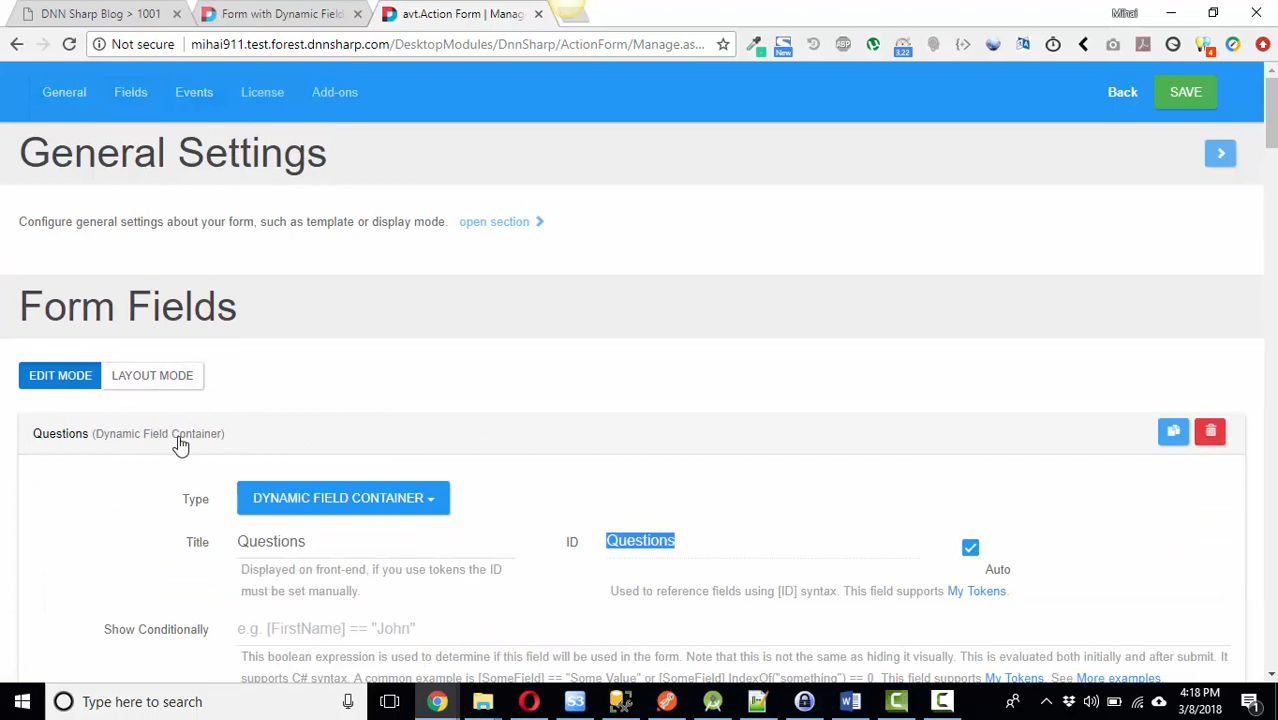 DNN Sharp Blog > 1001
Form with Dynamic Field
avt.Action Form | Manag
Mihai
Not secure
mihai911.test.forest.dnnsharp.com/DesktopModules/DnnSharp/ActionForm/Manage.as...
New
ABP
3.22
4
General
Fields
Events
License
Add-ons
Back
SAVE
General Settings
Configure general settings about your form, such as template or display mode. open section
Form Fields
EDIT MODE
LAYOUT MODE
Questions (Dynamic Field Container)
Type
DYNAMIC FIELD CONTAINER
Title
Questions
ID
Questions
Auto
Displayed on front-end, if you use tokens the ID
must be set manually.
Used to reference fields using [ID] syntax. This field supports My Tokens.
Show Conditionally
e.g. [FirstName] == "John"
This boolean expression is used to determine if this field will be used in the form. Note that this is not the same as hiding it visually. This is evaluated both initially and after submit. It
supports C# syntax. A common example is [SomeField] == "Some Value" or [SomeField].IndexOf("something") == 0. This field supports My Tokens. See More examples.
Type here to search
S3
4:18 PM
3/8/2018
1